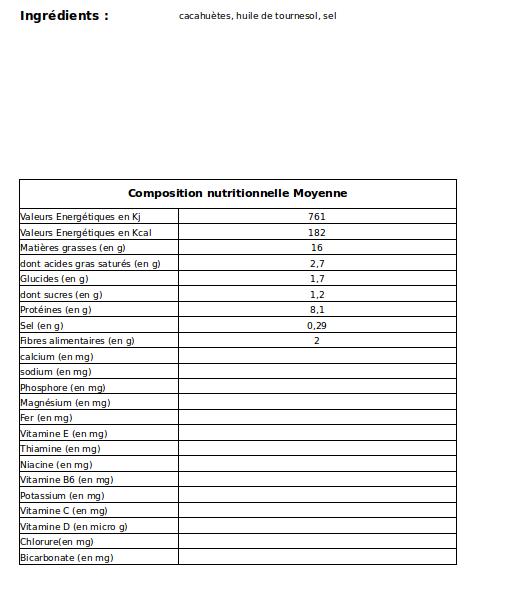 Ingrédients : cacahuètes, huile de tournesol, sel
Composition nutritionnelle Moyenne
Valeurs Energétiques en Kj 761
Valeurs Energétiques en Kcal 182
Matières grasses (en g) 16
dont acides gras saturés (en g) 2,7
Glucides (en g) 1,7
dont sucres (en g) 1,2
Protéines (en g) 8,1
Sel (en g) 0,29
Fibres alimentaires (en g) 2
calcium (en mg)
sodium (en mg)
Phosphore (en mg)
Magnésium (en mg)
Fer (en mg)
Vitamine E (en mg)
Thiamine (en mg)
Niacine (en mg)
Vitamine B6 (en mg)
Potassium (en mg)
Vitamine C (en mg)
Vitamine D (en micro g)
Chlorure(en mg)
Bicarbonate (en mg)